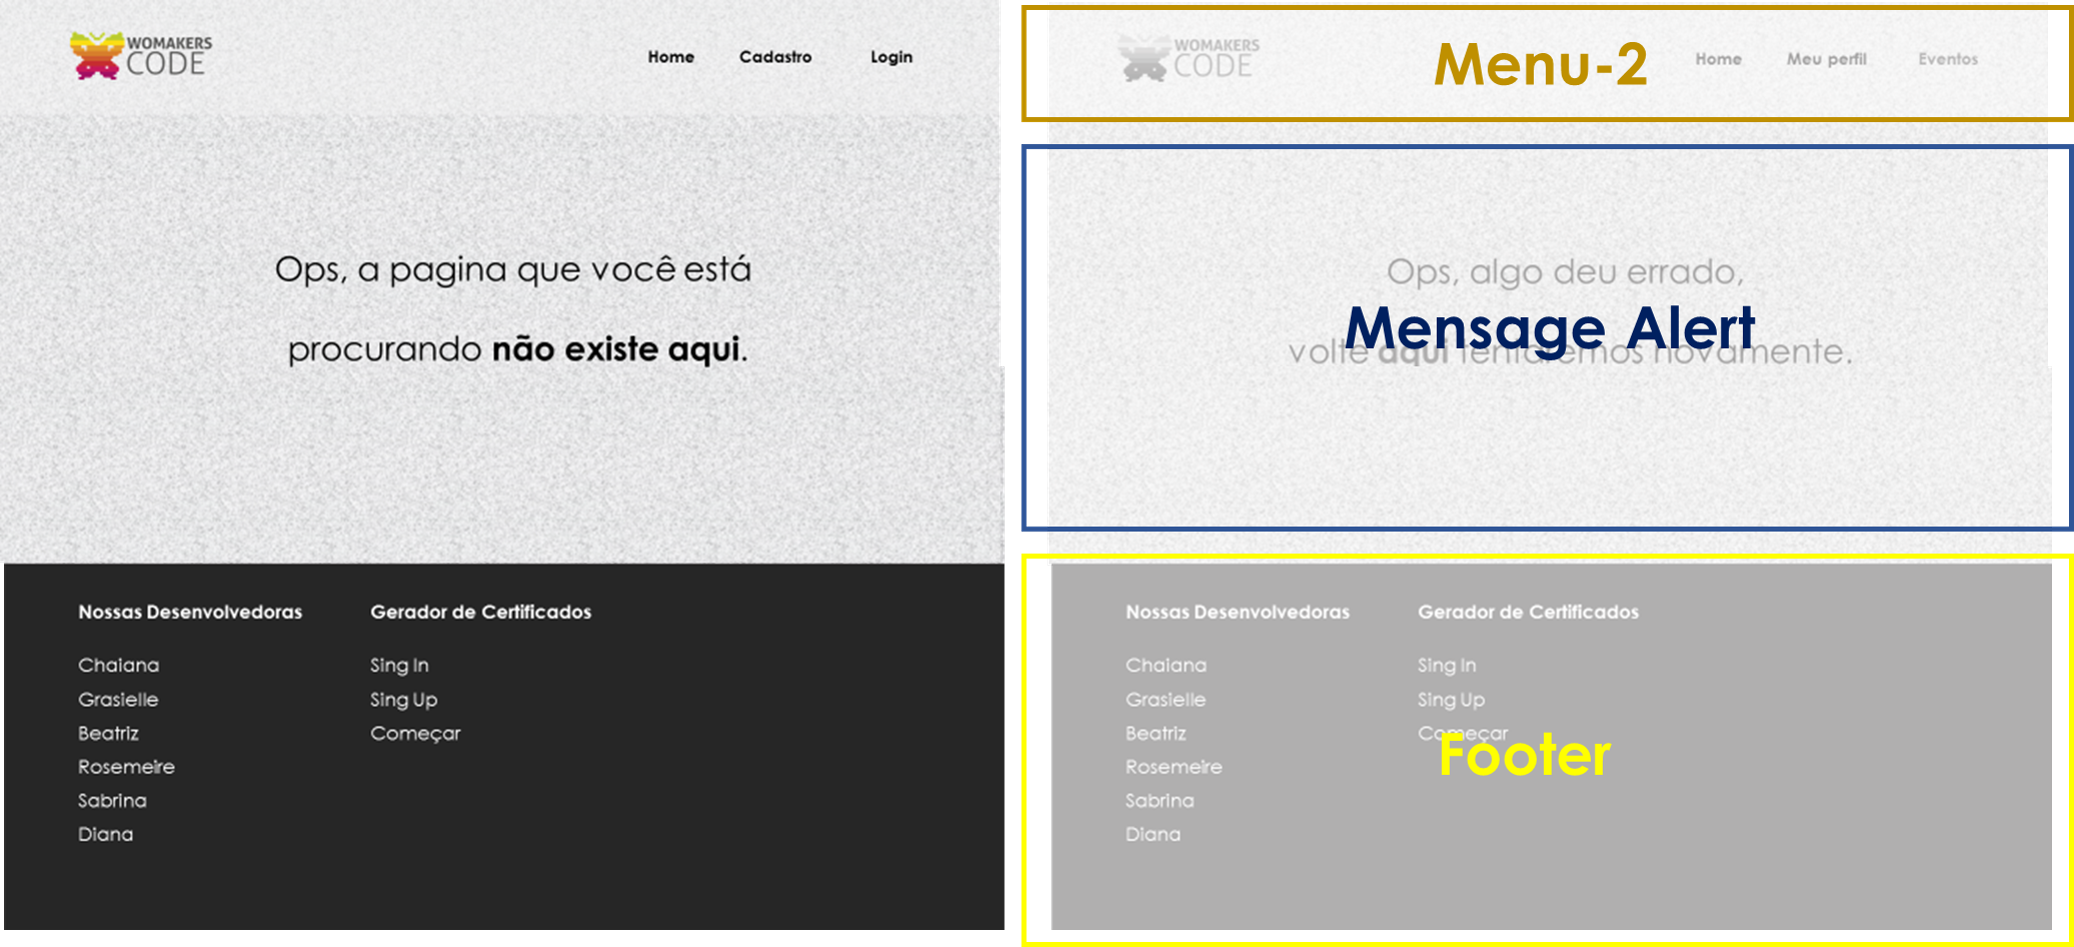 WOMAKERS
CODE
Home Cadastro Login
Ops, a pagina que você está
procurando não existe aqui.
Nossas Desenvolvedoras Gerador de Certificados
Chaiana Sing In
Grasielle Sing Up
Beatriz Começar
Rosemeire
Sabrina
Diana
WOMAKERS
CODE
Menu-2
Home Meu perfil Eventos
Ops, algo deu errado,
Mensage Alert
volte aqui tentaremos novamente.
Nossas Desenvolvedoras Gerador de Certificados
Chaiana Sing In
Grasielle Sing Up
Beatriz Começar
Footer
Rosemeire
Sabrina
Diana